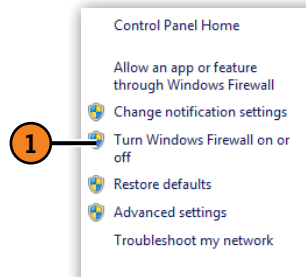 Control Panel Home
Allow an app or feature
through Windows Firewall
Change notification settings
1
Turn Windows Firewall on or
off
Restore defaults
Advanced settings
Troubleshoot my network